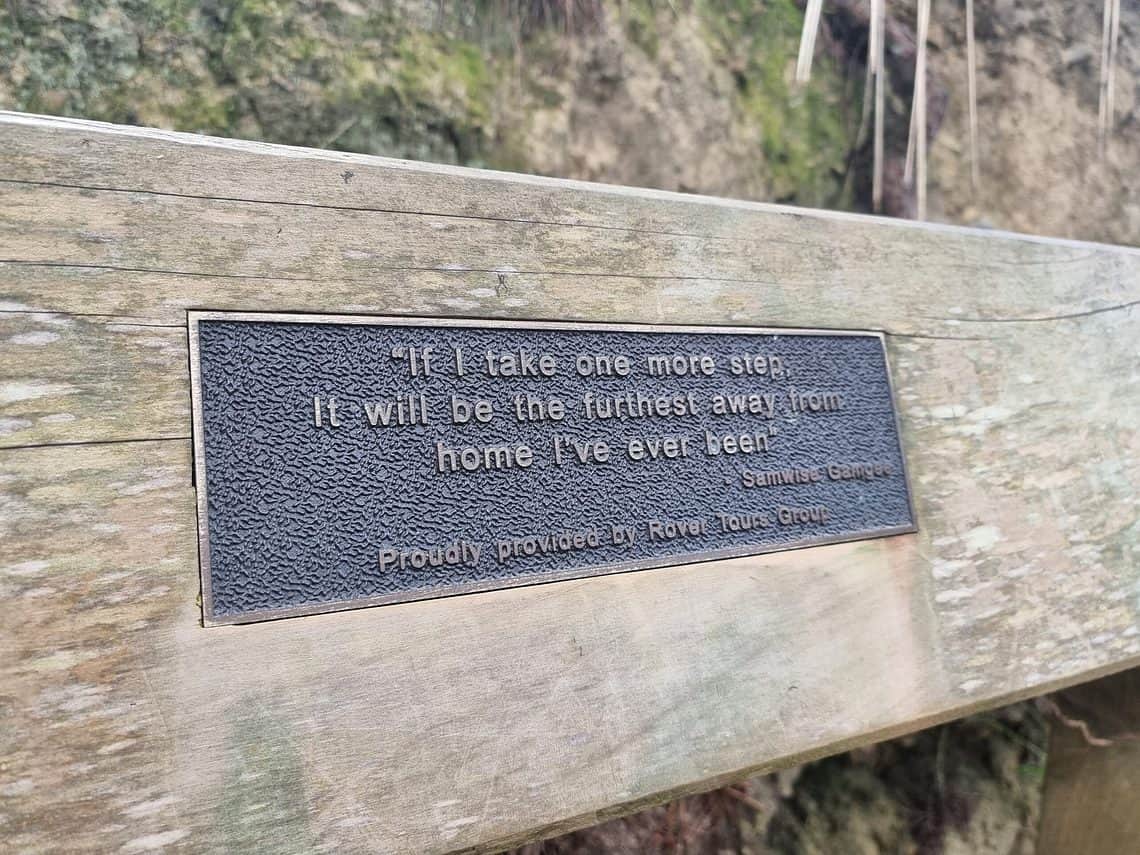 “If I take one more step,
It will be the furthest away from
home I've ever been”
Samwise Gamgee
Proudly provided by Rover Tours Group